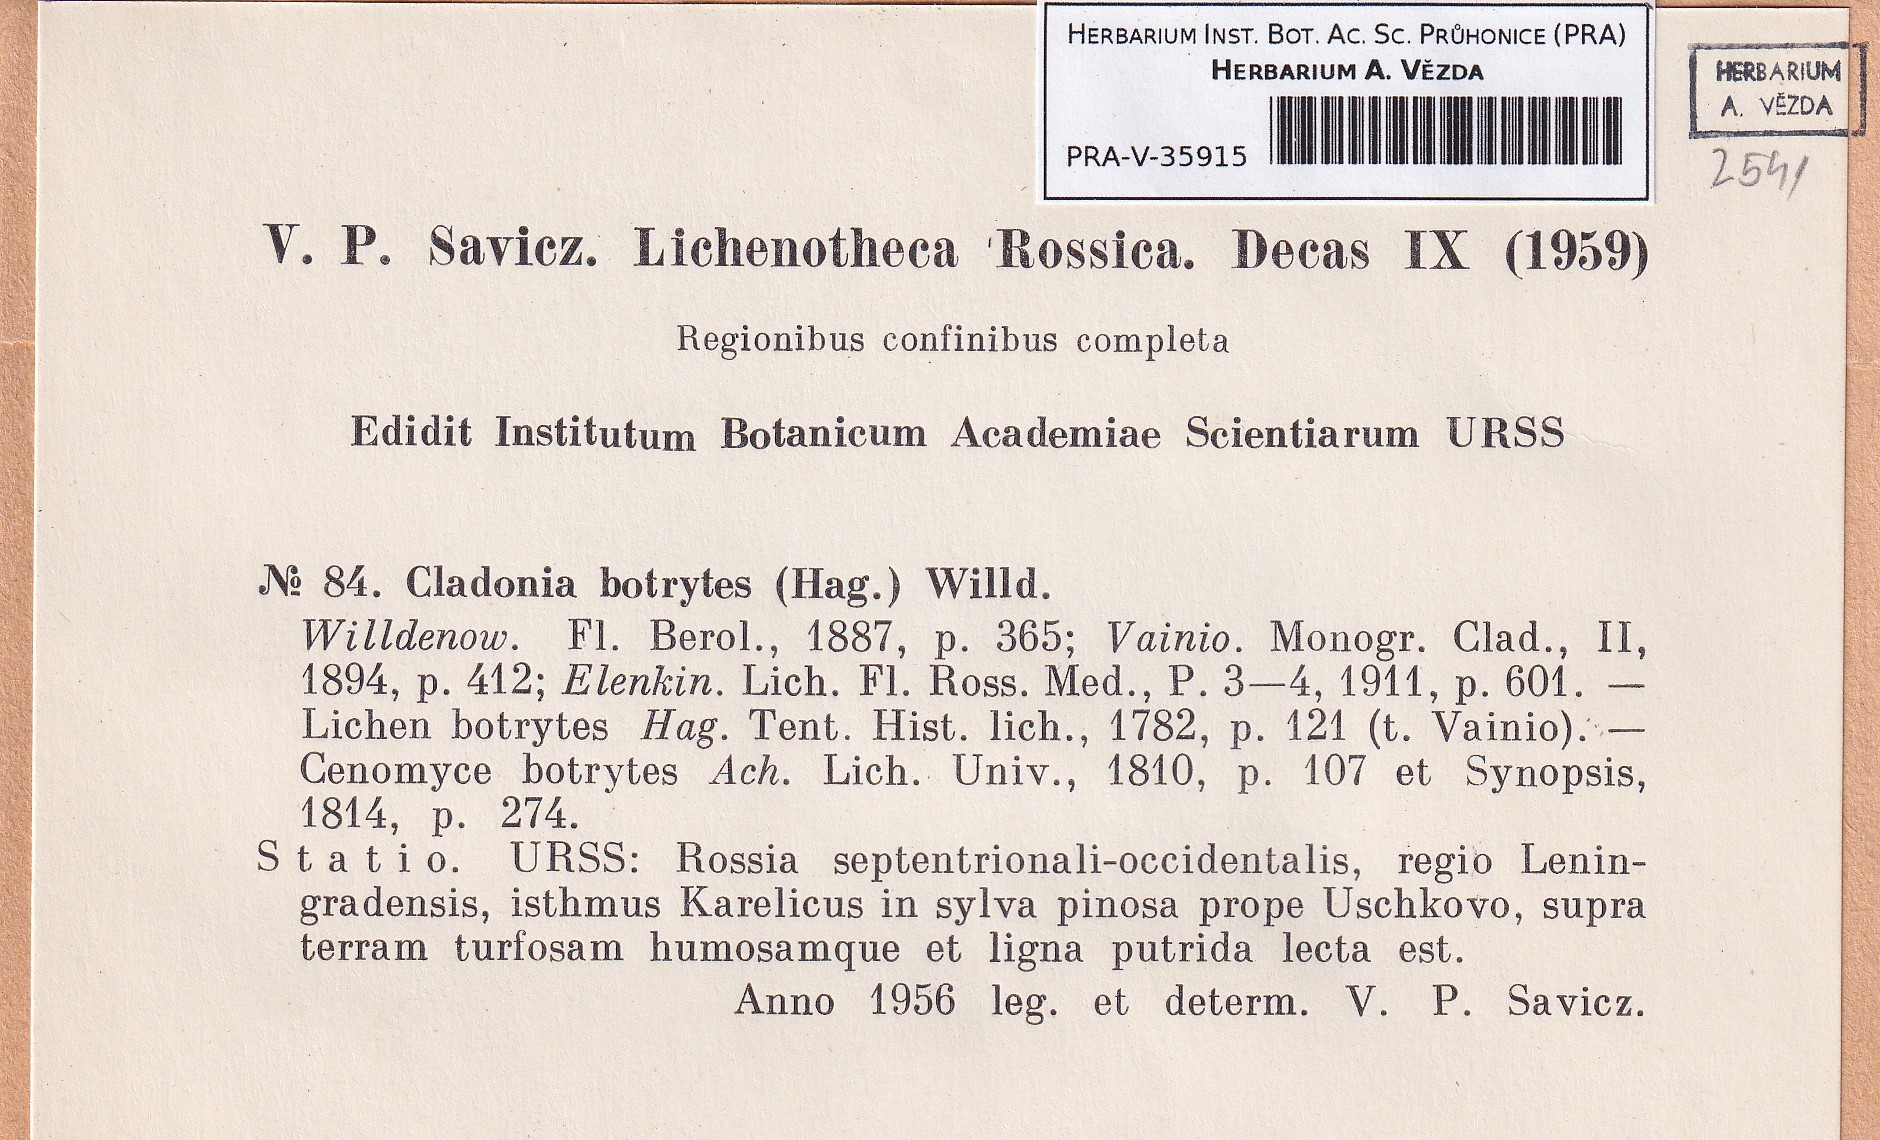 HERBARIUM INST. BOT. AC. SC. PRŮHONICE (PRA)
HERBARIUM A. VĚZDA
PRA-V-35915
HERBARIUM
A. VĚZDA
2541
V. P. Savicz. Lichenotheca Rossica. Decas IX (1959)
Regionibus confinibus completa
Edidit Institutum Botanicum Academiae Scientiarum URSS
№ 84. Cladonia botrytes (Hag.) Willd.
Willdenow. Fl. Berol., 1887, p. 365; Vainio. Monogr. Clad., II,
1894, p. 412; Elenkin. Lich. Fl. Ross. Med., P. 3—4, 1911, p. 601. —
Lichen botrytes Hag. Tent. Hist. lich., 1782, p. 121 (t. Vainio). —
Cenomyce botrytes Ach. Lich. Univ., 1810, p. 107 et Synopsis,
1814, p. 274.
Statio. URSS: Rossia septentrionali-occidentalis, regio Lenin-
gradensis, isthmus Karelicus in sylva pinosa prope Uschkovo, supra
terram turfosam humosamque et ligna putrida lecta est.
Anno 1956 leg. et determ. V. P. Savicz.